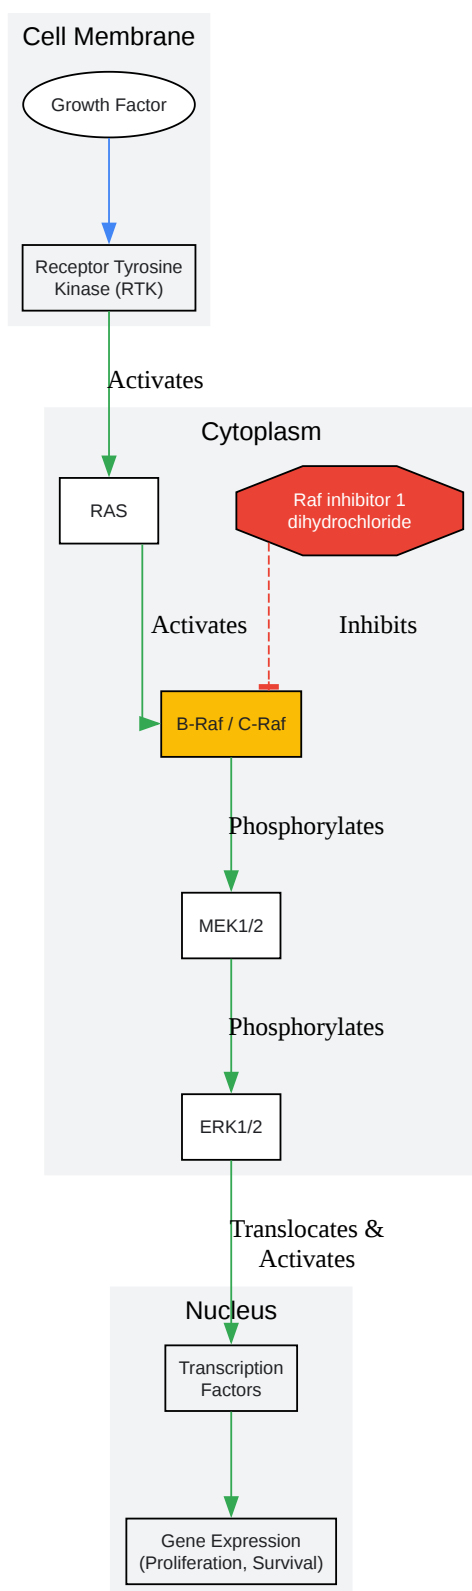 Cell Membrane
Growth Factor
Receptor Tyrosine
Kinase (RTK)
Activates
Cytoplasm
RAS
Raf inhibitor 1
dihydrochloride
Activates
Inhibits
B-Raf / C-Raf
Phosphorylates
MEK1/2
Phosphorylates
ERK1/2
Translocates &
Activates
Nucleus
Transcription
Factors
Gene Expression
(Proliferation, Survival)